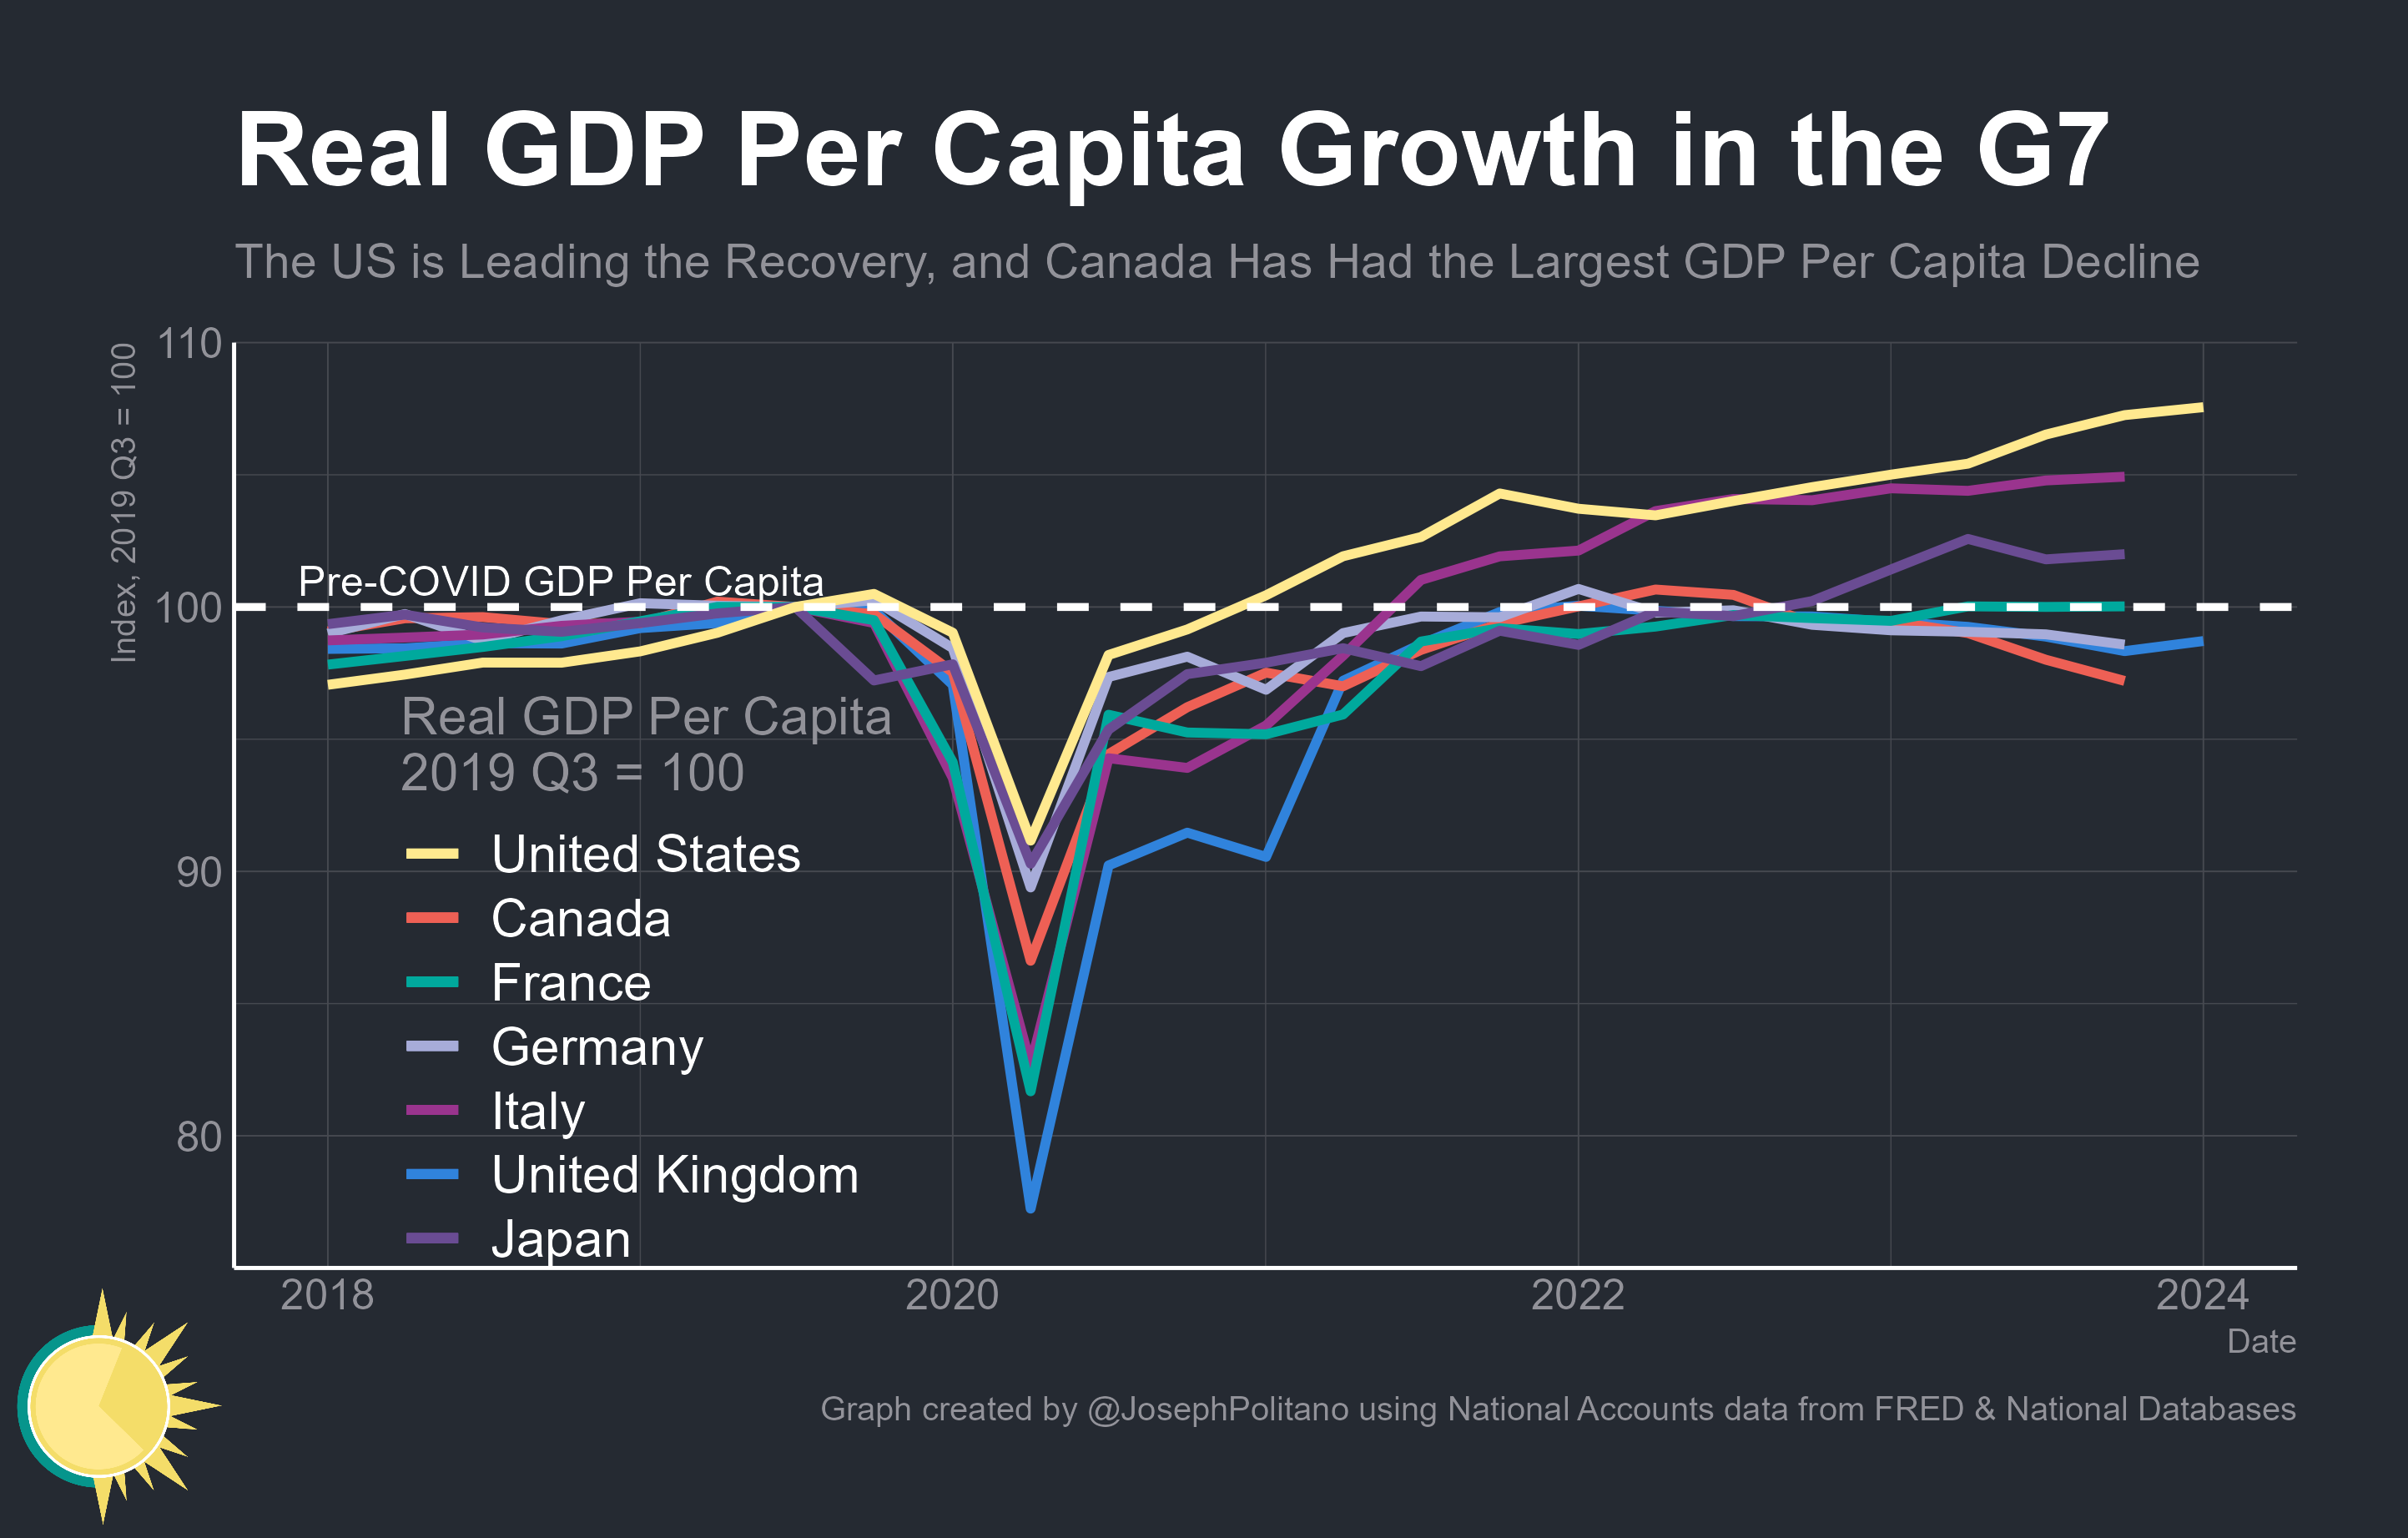 Real GDP Per Capita Growth in the G7
The US is Leading the Recovery, and Canada Has Had the Largest GDP Per Capita Decline
Index, 2019 Q3 = 100
110
100
90
80
Pre-COVID GDP Per Capita
Real GDP Per Capita
2019 Q3 = 100
United States
Canada
France
Germany
Italy
United Kingdom
Japan
2018
2020
2022
2024
Date
Graph created by @JosephPolitano using National Accounts data from FRED & National Databases